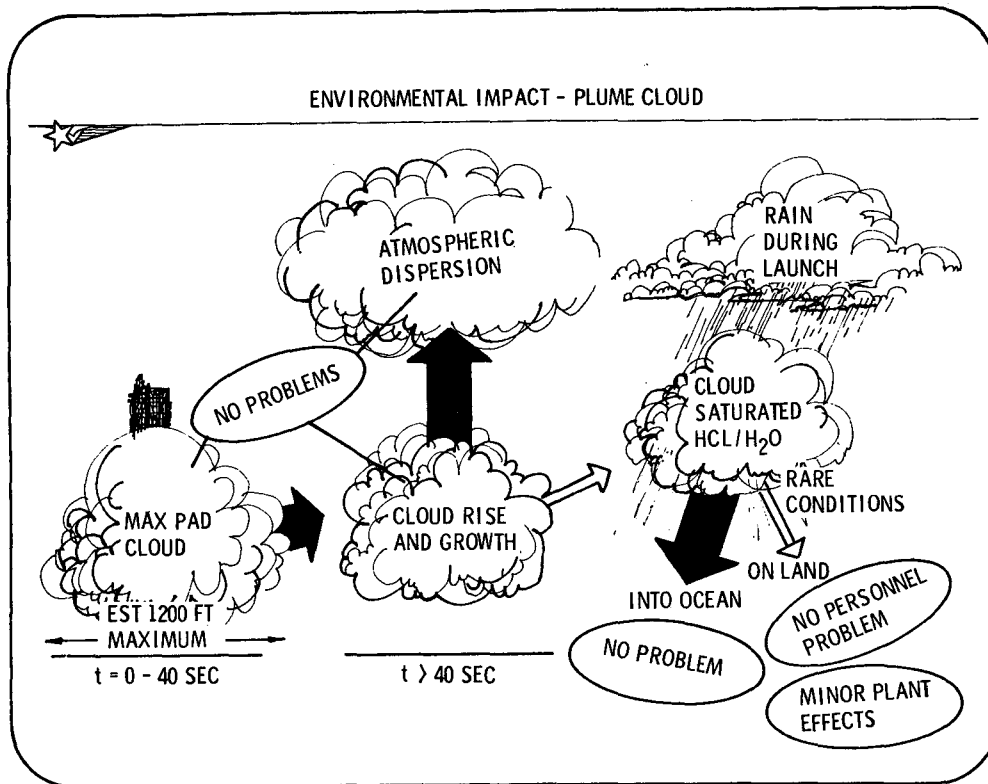 ENVIRONMENTAL IMPACT - PLUME CLOUD
ATMOSPHERIC
DISPERSION
RAIN
DURING
LAUNCH
NO PROBLEMS
CLOUD
SATURATED
HCL/H₂O
RARE
CONDITIONS
MAX PAD
CLOUD
CLOUD RISE
AND GROWTH
EST 1200 FT
MAXIMUM
t = 0 - 40 SEC
t > 40 SEC
INTO OCEAN
ON LAND
NO PROBLEM
NO PERSONNEL
PROBLEM
MINOR PLANT
EFFECTS